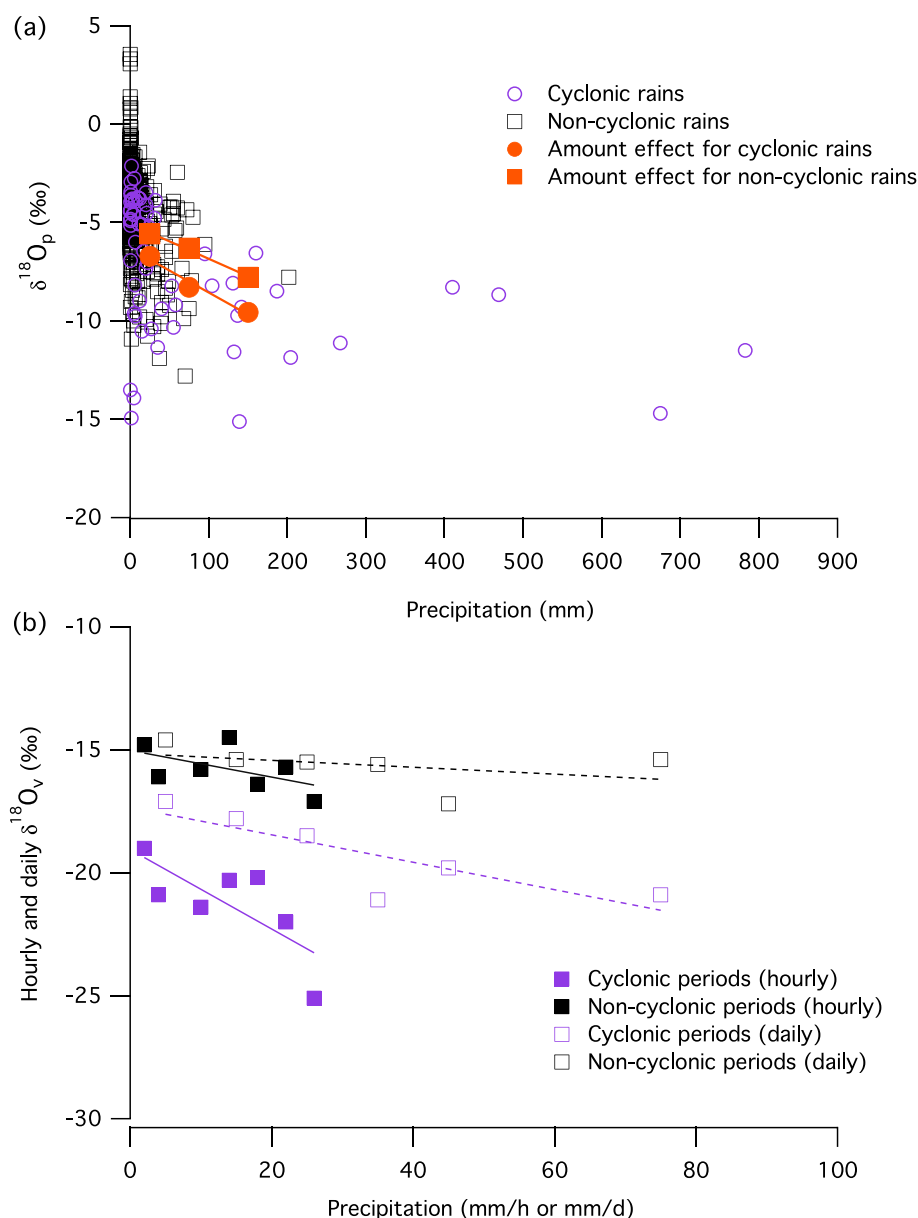 (a)
5
0
-5
-10
-15
-20
δ18Op (‰)
Cyclonic rains
Non-cyclonic rains
Amount effect for cyclonic rains
Amount effect for non-cyclonic rains
0 100 200 300 400 500 600 700 800 900
Precipitation (mm)
(b)
-10
-15
-20
-25
-30
Hourly and daily δ18Ov (‰)
Cyclonic periods (hourly)
Non-cyclonic periods (hourly)
Cyclonic periods (daily)
Non-cyclonic periods (daily)
0 20 40 60 80 100
Precipitation (mm/h or mm/d)